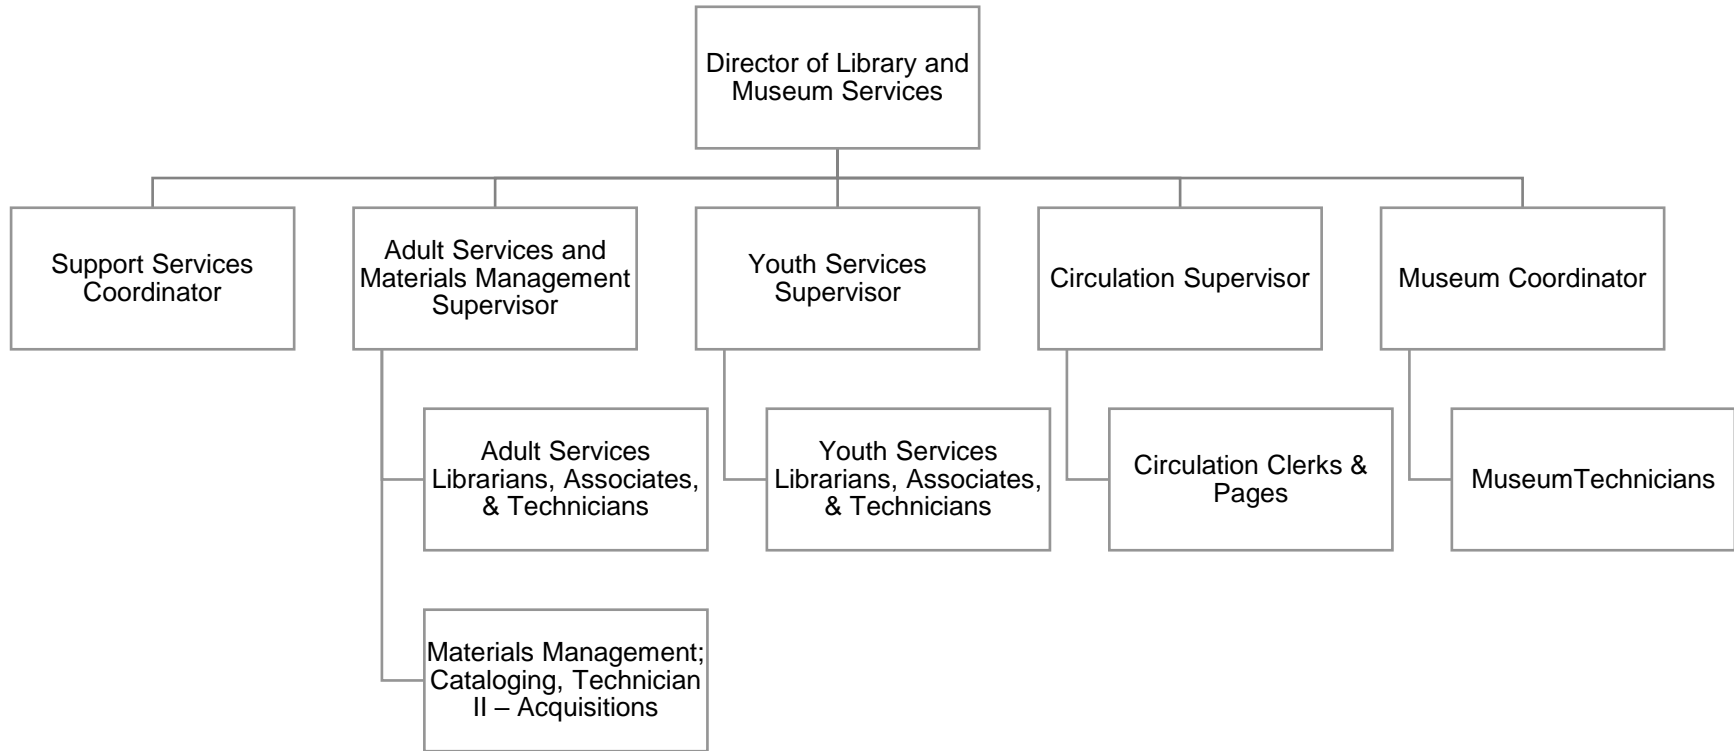 Director of Library and
Museum Services
Support Services
Coordinator
Adult Services and
Materials Management
Supervisor
Youth Services
Supervisor
Circulation Supervisor
Museum Coordinator
Adult Services
Librarians, Associates,
& Technicians
Youth Services
Librarians, Associates,
& Technicians
Circulation Clerks &
Pages
MuseumTechnicians
Materials Management;
Cataloging, Technician
II – Acquisitions